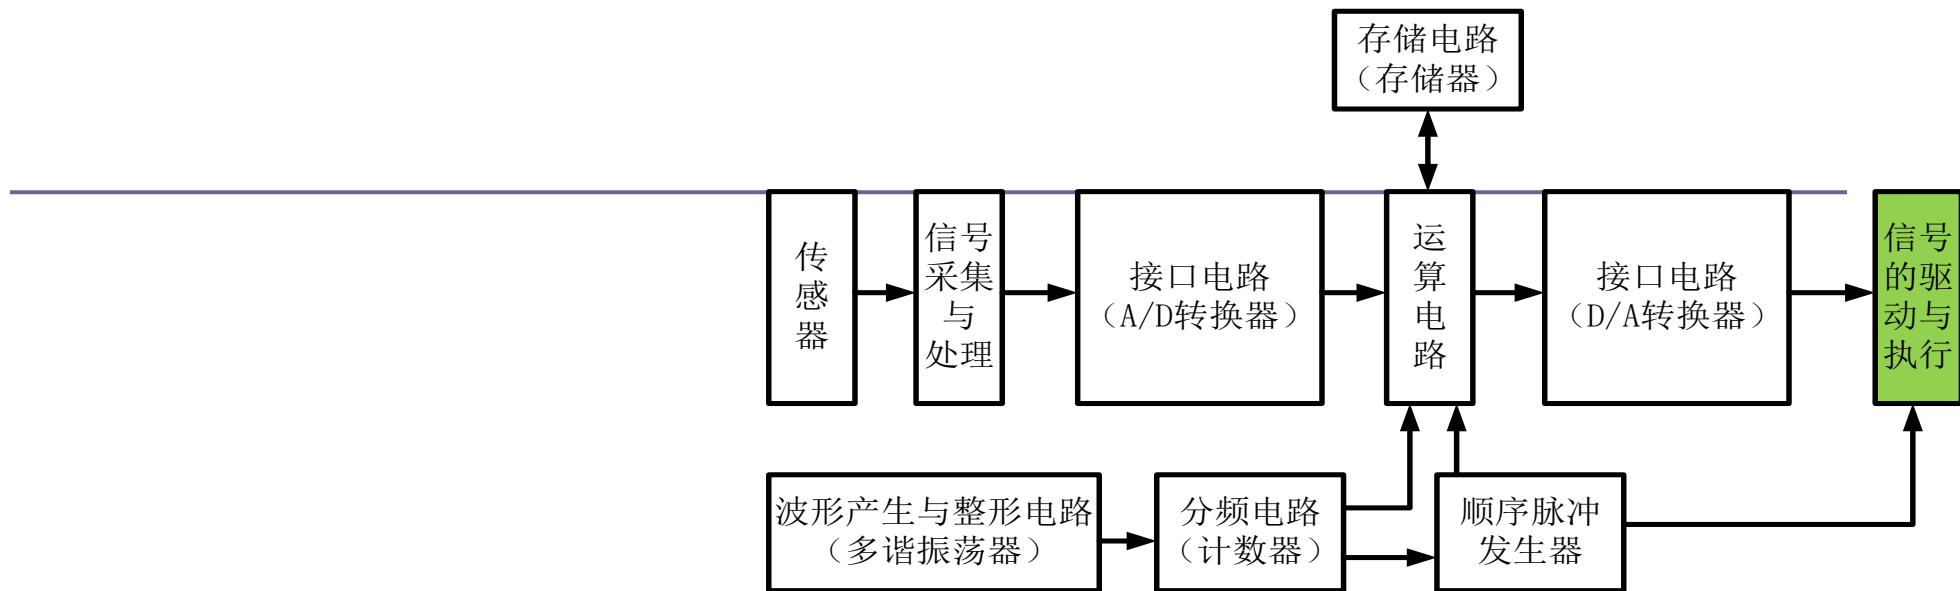 存储电路
（存储器）
传
感
器
信号
采集
与
处理
接口电路
（A/D转换器）
运
算
电
路
接口电路
（D/A转换器）
信号
的驱
动与
执行
波形产生与整形电路
（多谐振荡器）
分频电路
（计数器）
顺序脉冲
发生器